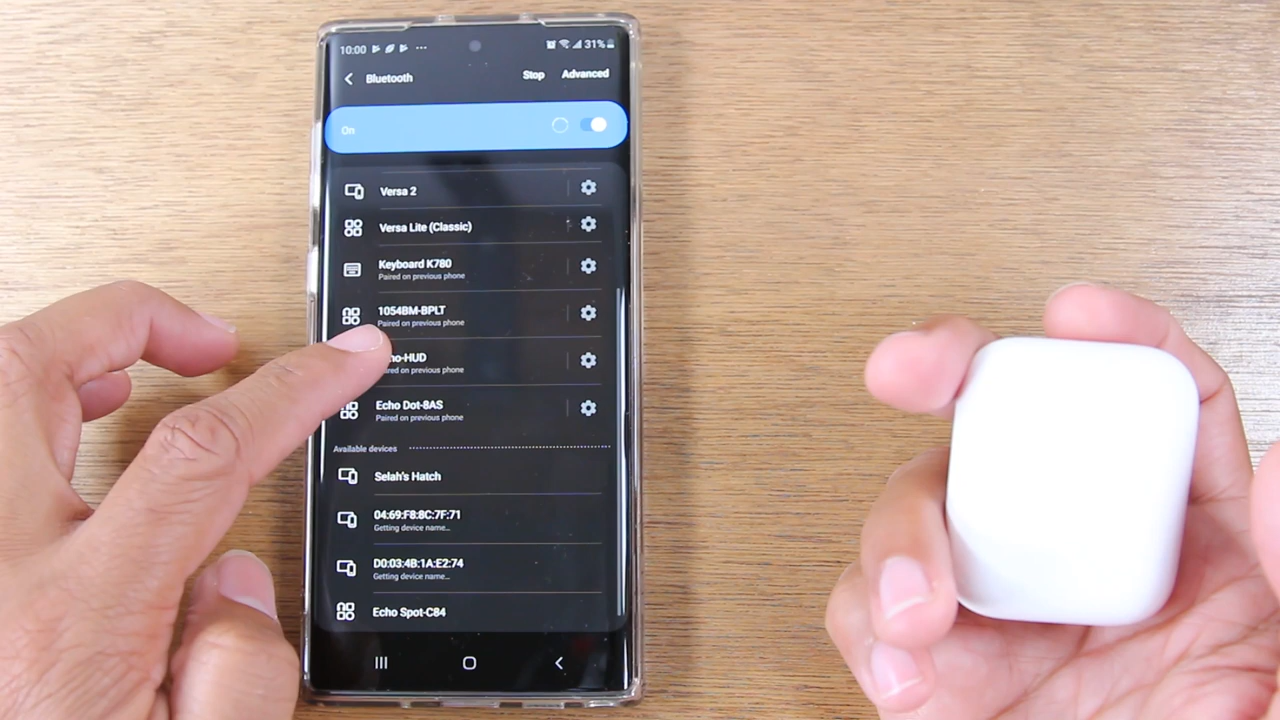 10:00 ... 31%
Bluetooth Stop Advanced
On
Versa 2
Versa Lite (Classic)
Keyboard K780
Paired on previous phone
1054BM-BPLT
Paired on previous phone
-HUD
on previous phone
Echo Dot-8AS
Paired on previous phone
Available devices
Selah's Hatch
04:69:F8:8C:7F:71
Getting device name...
D0:03:4B:1A:E2:74
Getting device name...
Echo Spot-C84